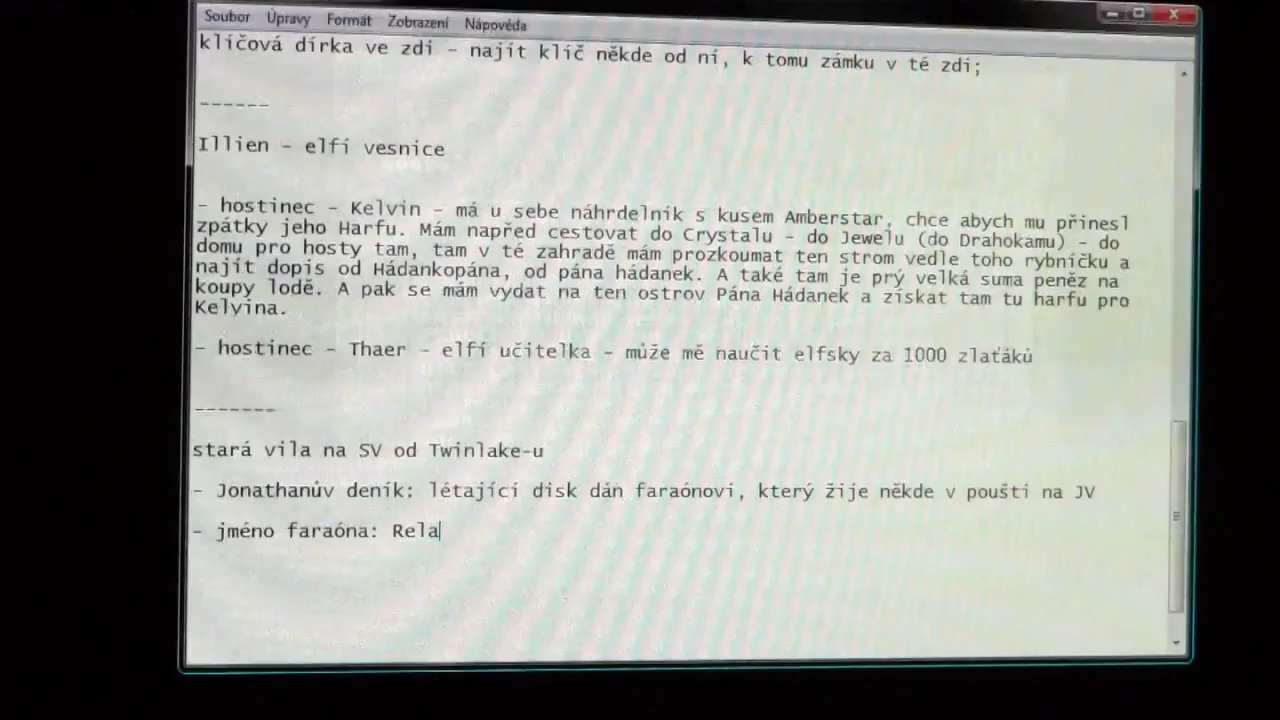 Soubor Úpravy Formát Zobrazení Nápověda
klíčová dírka ve zdi - najít klíč někde od ní, k tomu zámku v té zdi;
------
Illien - elfí vesnice
- hostinec - Kelvin - má u sebe náhrdelník s kusem Amberstar, chce abych mu přinesl
zpátky jeho Harfu. Mám napřed cestovat do Crystalu - do Jewelu (do Drahokamu) - do
domu pro hosty tam, tam v té zahradě mám prozkoumat ten strom vedle toho rybníčku a
najít dopis od Hádankopána, od pána hádanek. A také tam je prý velká suma peněz na
koupy lodě. A pak se mám vydat na ten ostrov Pána Hádanek a získat tam tu harfu pro
Kelvina.
- hostinec - Thaer - elfí učitelka - může mě naučit elfsky za 1000 zlaťáků
-------
stará vila na SV od Twinlake-u
- Jonathanův deník: létající disk dán faraónovi, který žije někde v poušti na JV
- jméno faraóna: Rela